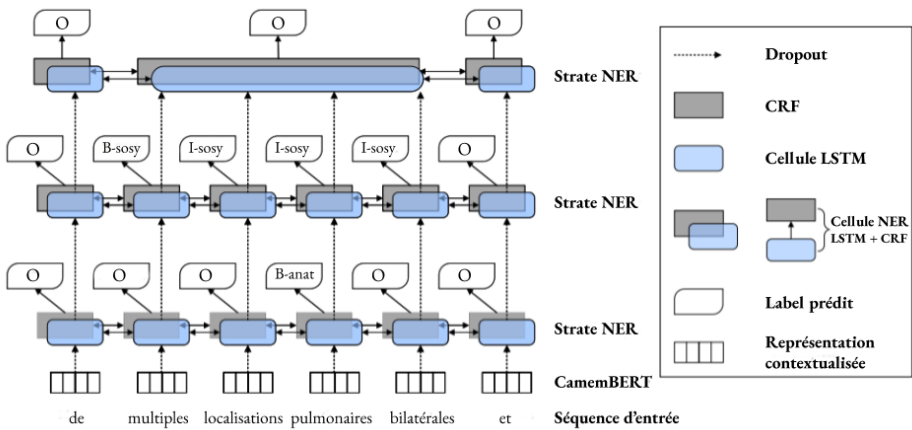 O O O
Strate NER
O B-sosy I-sosy I-sosy I-sosy O
Strate NER
O O O B-anat O O
Strate NER
CamemBERT
de multiples localisations pulmonaires bilatérales et Séquence d'entrée
Dropout
CRF
Cellule LSTM
Cellule NER
LSTM + CRF
Label prédit
Représentation
contextualisée